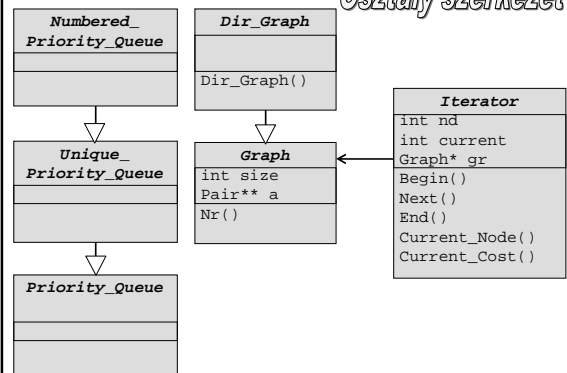 Osztály szerkezet
Numbered_
Priority_Queue
Dir_Graph
Dir_Graph()
Unique_
Priority_Queue
Graph
int size
Pair** a
Nr()
Iterator
int nd
int current
Graph* gr
Begin()
Next()
End()
Current_Node()
Current_Cost()
Priority_Queue